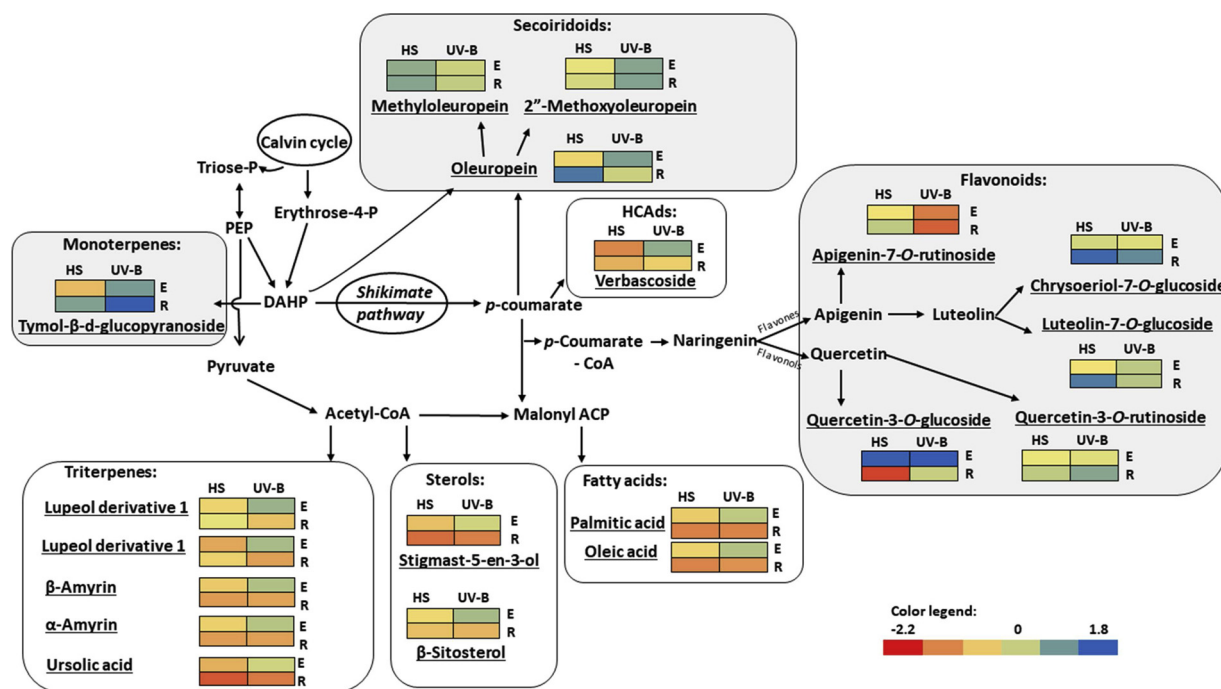 Secoiridoids:
HS UV-B
E
R
Methyloleuropein
HS UV-B
E
R
2”-Methoxyoleuropein
Oleuropein
HS UV-B
E
R
Calvin cycle
Triose-P
Erythrose-4-P
PEP
Monoterpenes:
HS UV-B
E
R
Tymol-β-d-glucopyranoside
DAHP
Shikimate
pathway
p-coumarate
HCAds:
HS UV-B
E
R
Verbascoside
p-Coumarate
- CoA
Naringenin
Flavones
Flavonols
Flavonoids:
HS UV-B
E
R
Apigenin-7-O-rutinoside
HS UV-B
E
R
Chrysoeriol-7-O-glucoside
Apigenin
Luteolin
Luteolin-7-O-glucoside
HS UV-B
E
R
Quercetin
Quercetin-3-O-glucoside
HS UV-B
E
R
Quercetin-3-O-rutinoside
HS UV-B
E
R
Pyruvate
Acetyl-CoA
Malonyl ACP
Triterpenes:
HS UV-B
Lupeol derivative 1
E
R
Lupeol derivative 1
E
R
β-Amyrin
E
R
α-Amyrin
E
R
Ursolic acid
E
R
Sterols:
HS UV-B
E
R
Stigmast-5-en-3-ol
HS UV-B
E
R
β-Sitosterol
Fatty acids:
HS UV-B
Palmitic acid
E
R
Oleic acid
E
R
Color legend:
-2.2 0 1.8